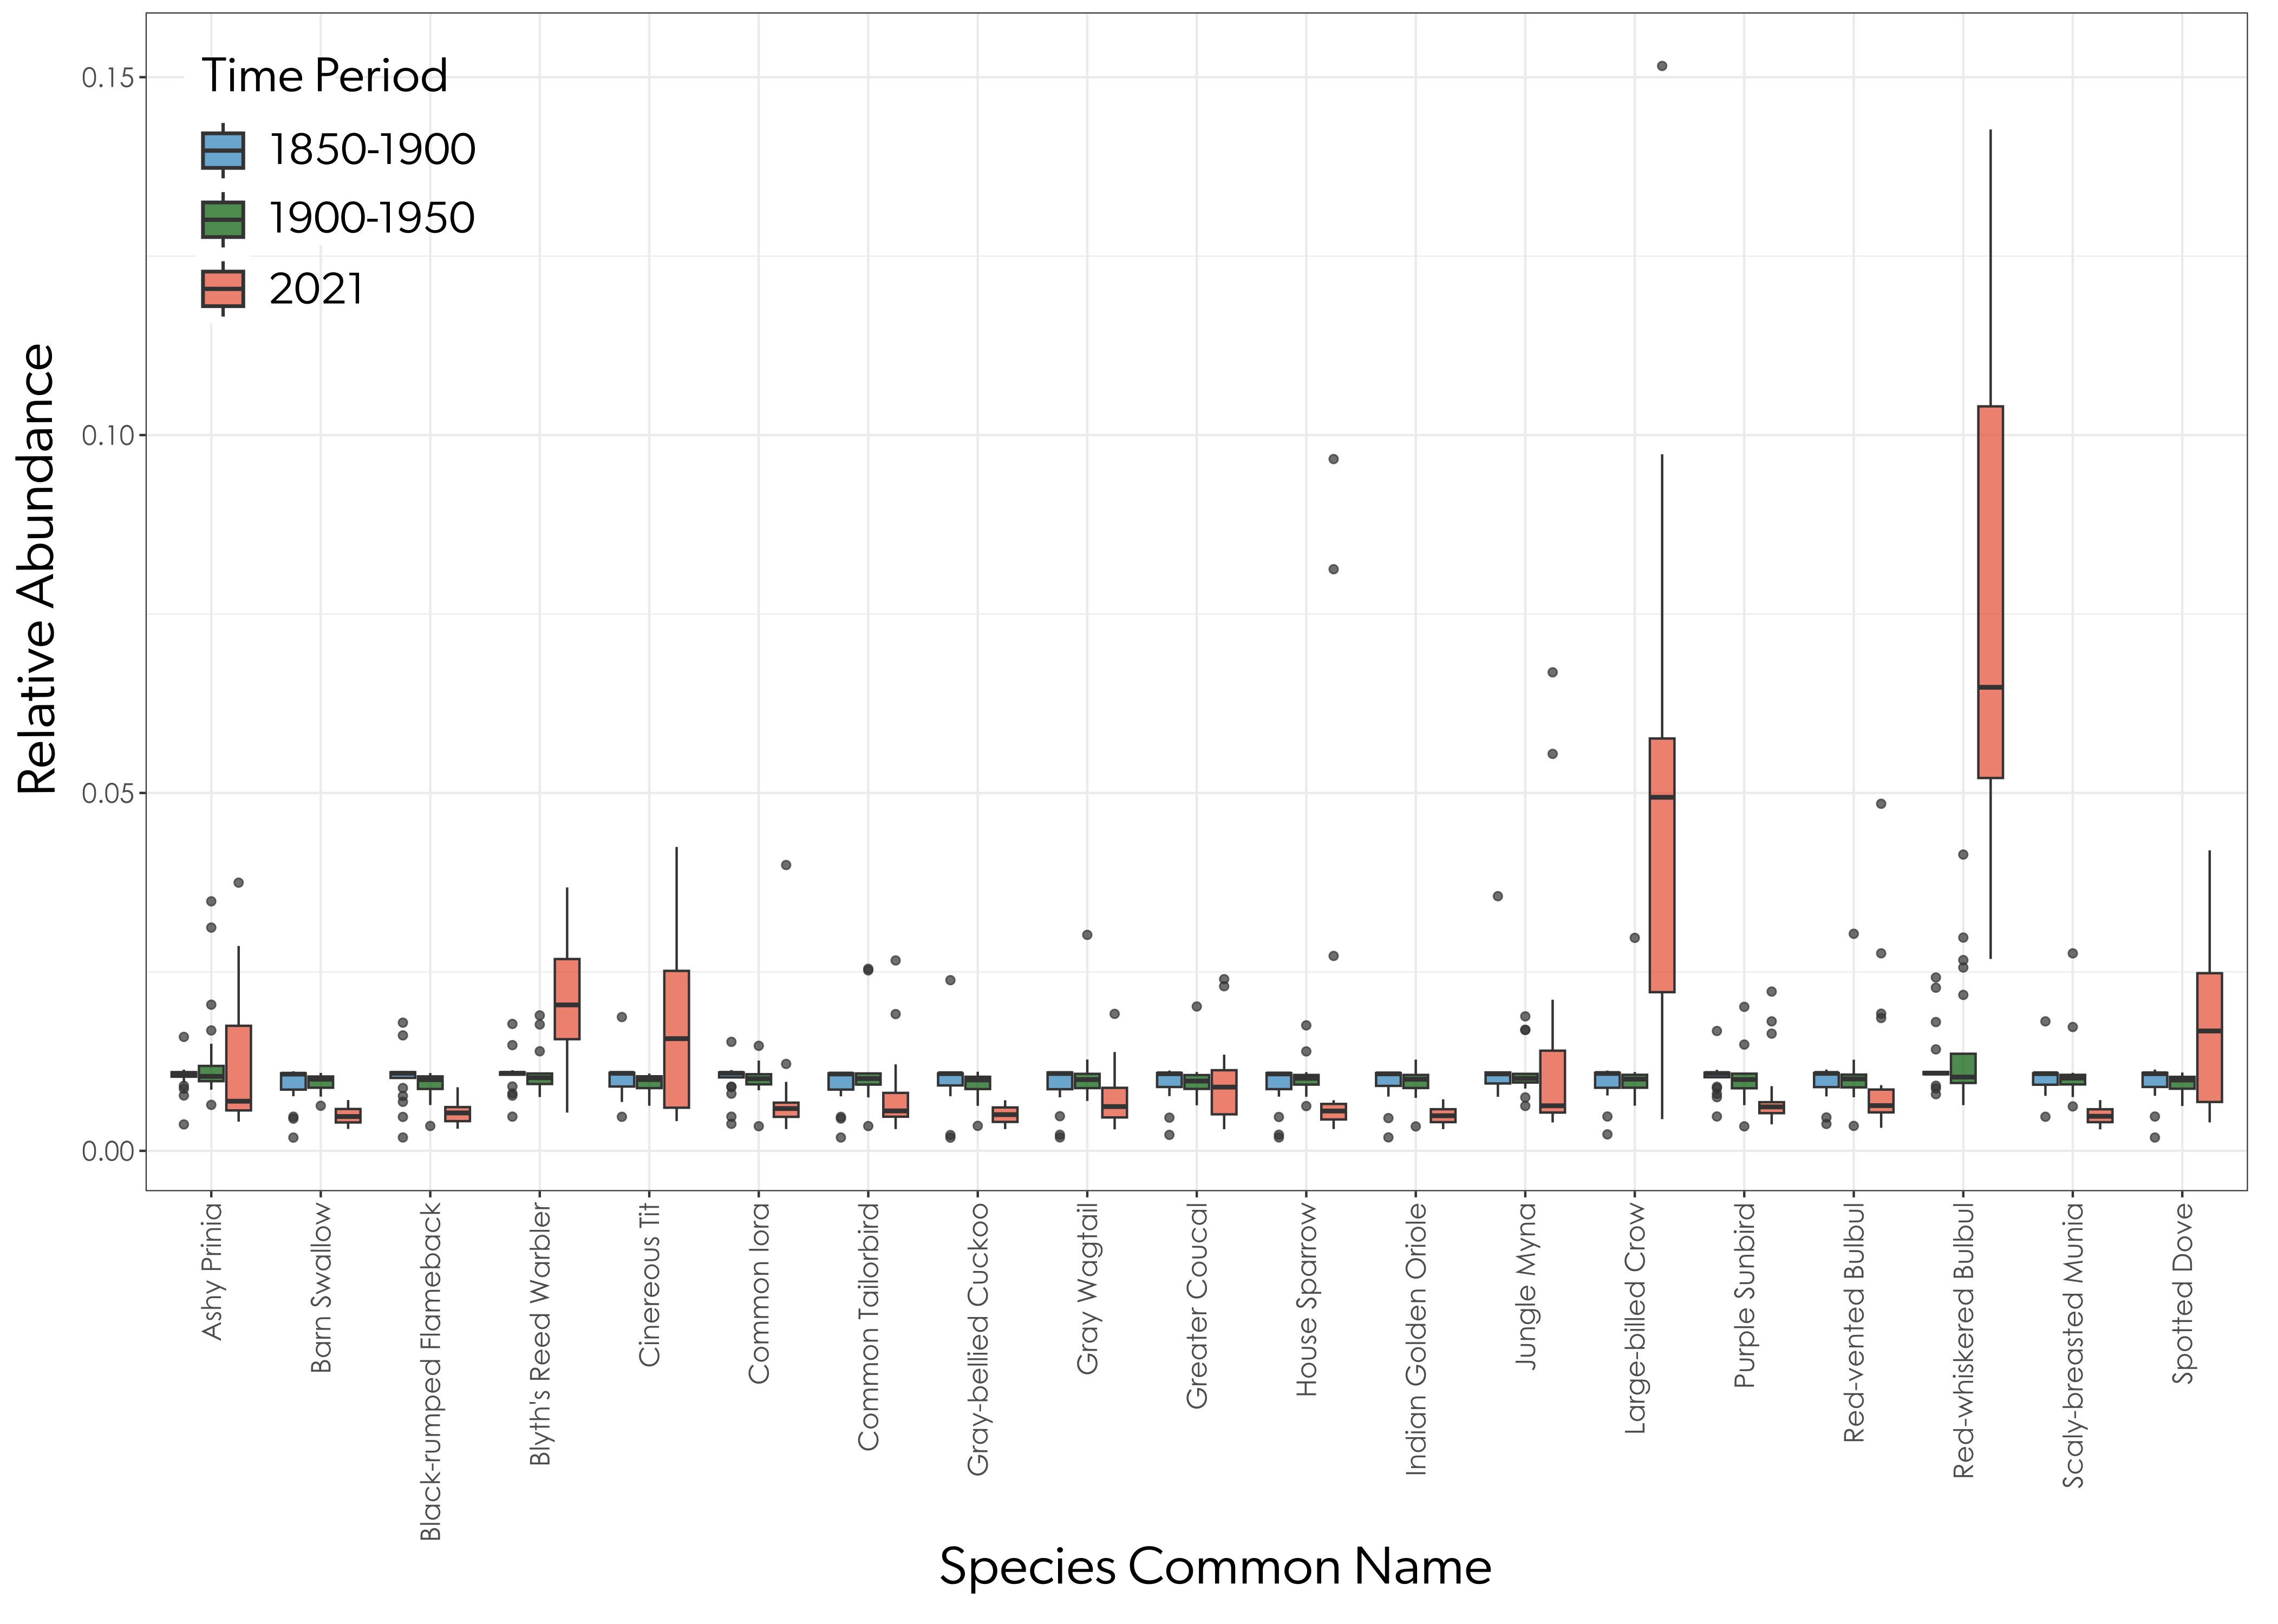 Time Period
1850-1900
1900-1950
2021
Relative Abundance
0.15
0.10
0.05
0.00
Ashy Prinia
Barn Swallow
Black-rumped Flameback
Blyth's Reed Warbler
Cinereous Tit
Common Iora
Common Tailorbird
Gray-bellied Cuckoo
Gray Wagtail
Greater Coucal
House Sparrow
Indian Golden Oriole
Jungle Myna
Large-billed Crow
Purple Sunbird
Red-vented Bulbul
Red-whiskered Bulbul
Scaly-breasted Munia
Spotted Dove
Species Common Name